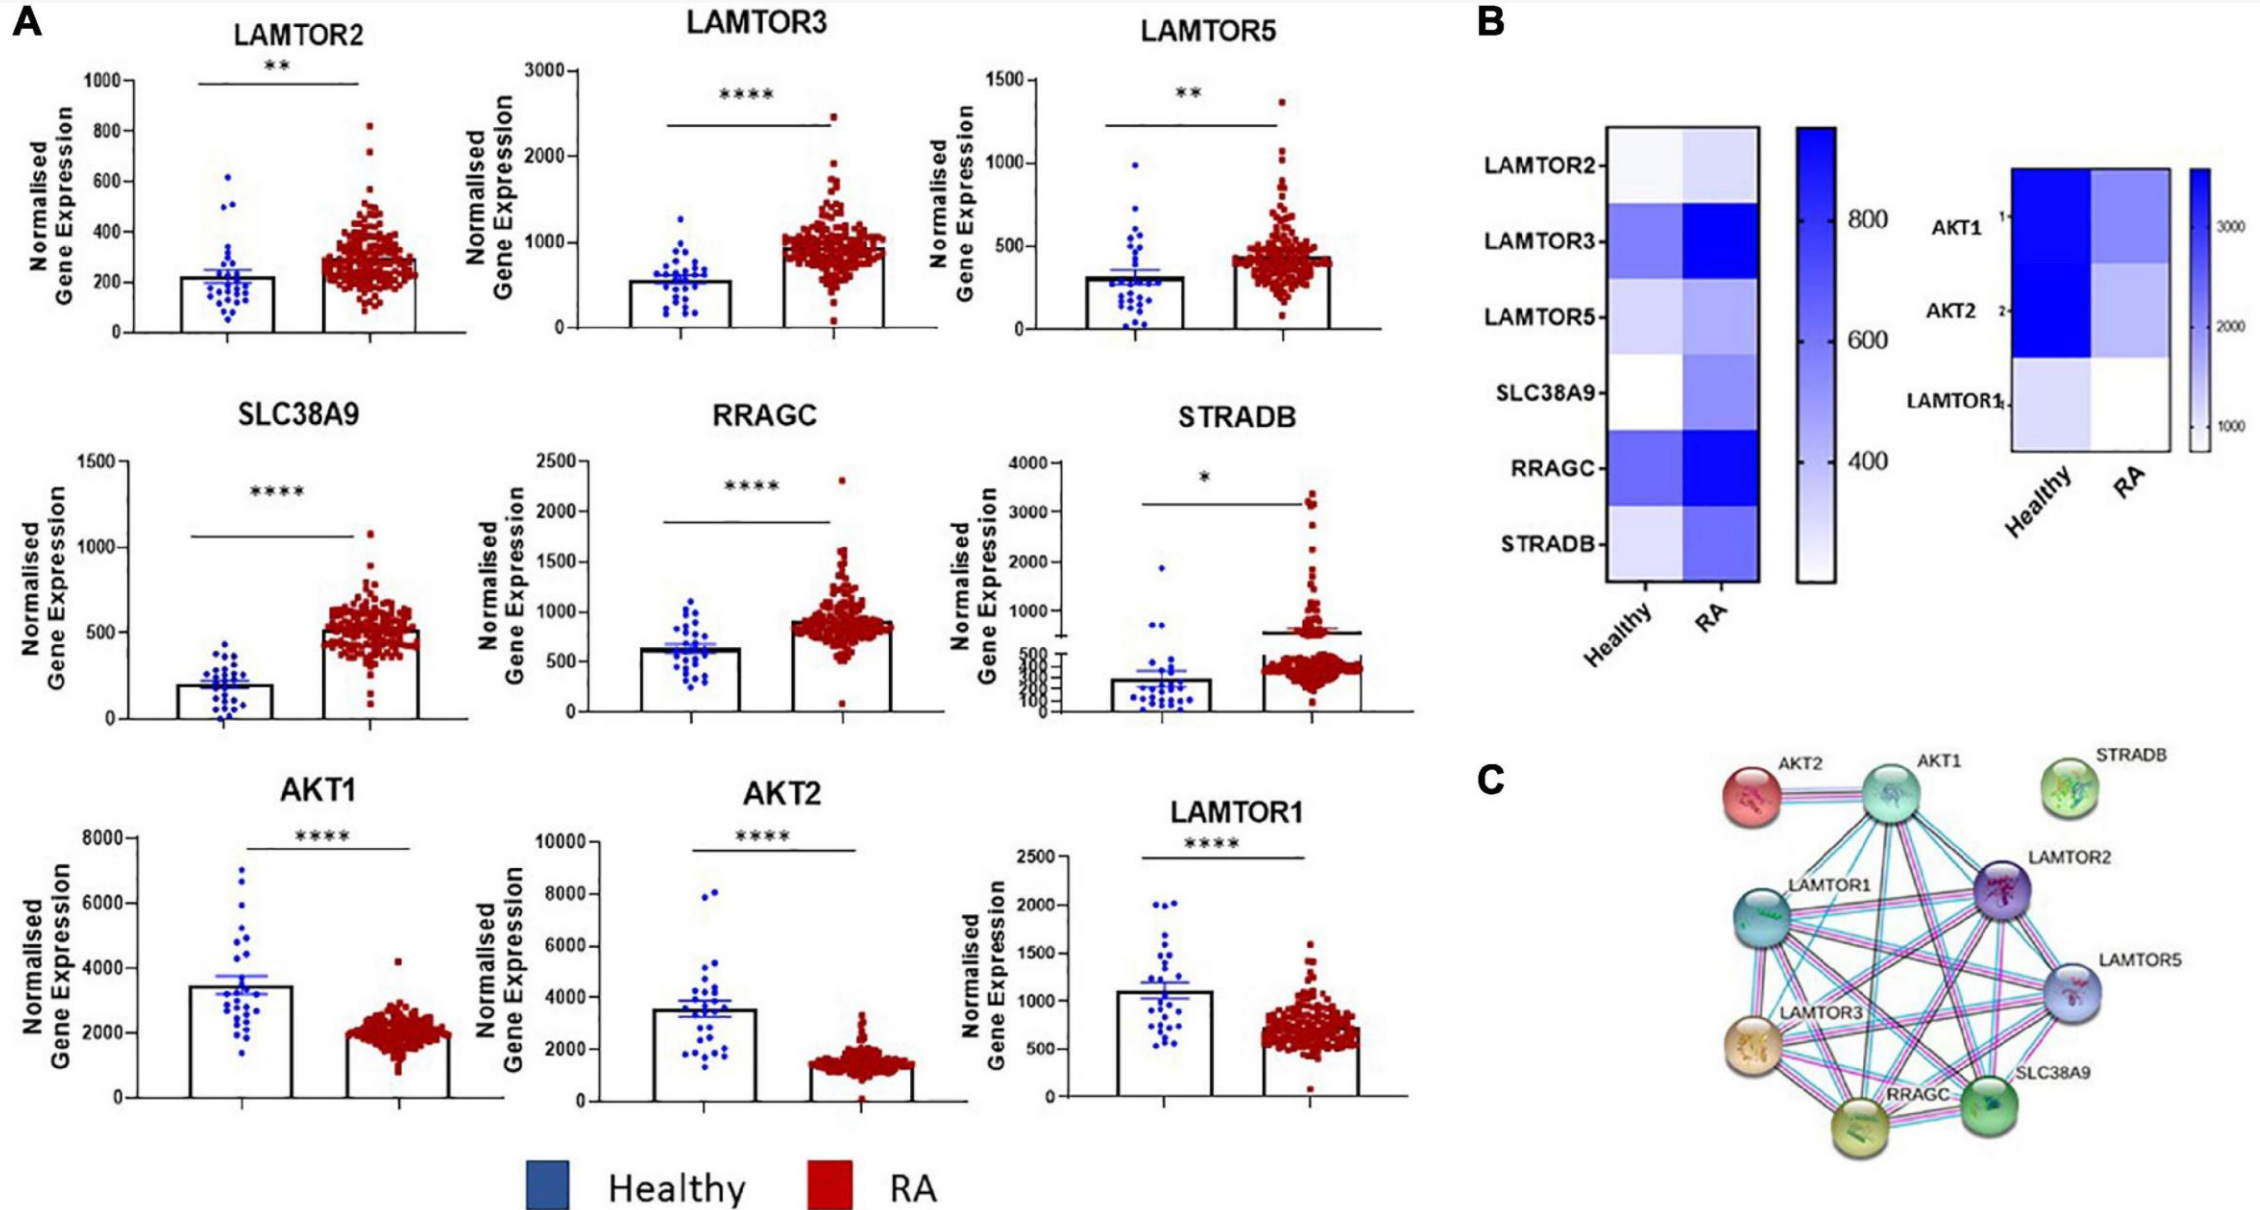 A
LAMTOR2
**
Normalised
Gene Expression
1000
800
600
400
200
0
LAMTOR3
****
Normalised
Gene Expression
3000
2000
1000
0
LAMTOR5
**
Normalised
Gene Expression
1500
1000
500
0
SLC38A9
****
Normalised
Gene Expression
1500
1000
500
0
RRAGC
****
Normalised
Gene Expression
2500
2000
1500
1000
500
0
STRADB
*
Normalised
Gene Expression
4000
3000
2000
1000
500
400
300
200
100
0
AKT1
****
Normalised
Gene Expression
8000
6000
4000
2000
0
AKT2
****
Normalised
Gene Expression
10000
8000
6000
4000
2000
0
LAMTOR1
****
Normalised
Gene Expression
2500
2000
1500
1000
500
0
Healthy
RA
B
LAMTOR2
LAMTOR3
LAMTOR5
SLC38A9
RRAGC
STRADB
Healthy
RA
800
600
400
AKT1
1
AKT2
2
LAMTOR1
Healthy
RA
3000
2000
1000
C
AKT2
AKT1
STRADB
LAMTOR2
LAMTOR1
LAMTOR5
LAMTOR3
SLC38A9
RRAGC